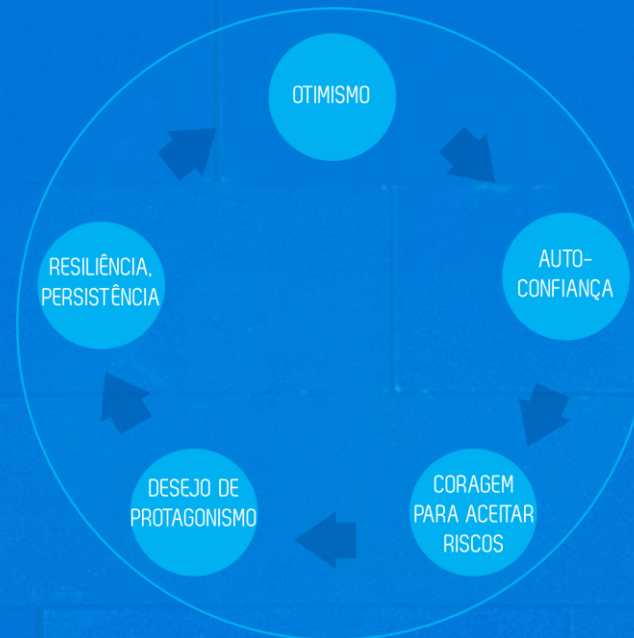 OTIMISMO
AUTO-
CONFIANÇA
CORAGEM
PARA ACEITAR
RISCOS
DESEJO DE
PROTAGONISMO
RESILIÊNCIA,
PERSISTÊNCIA